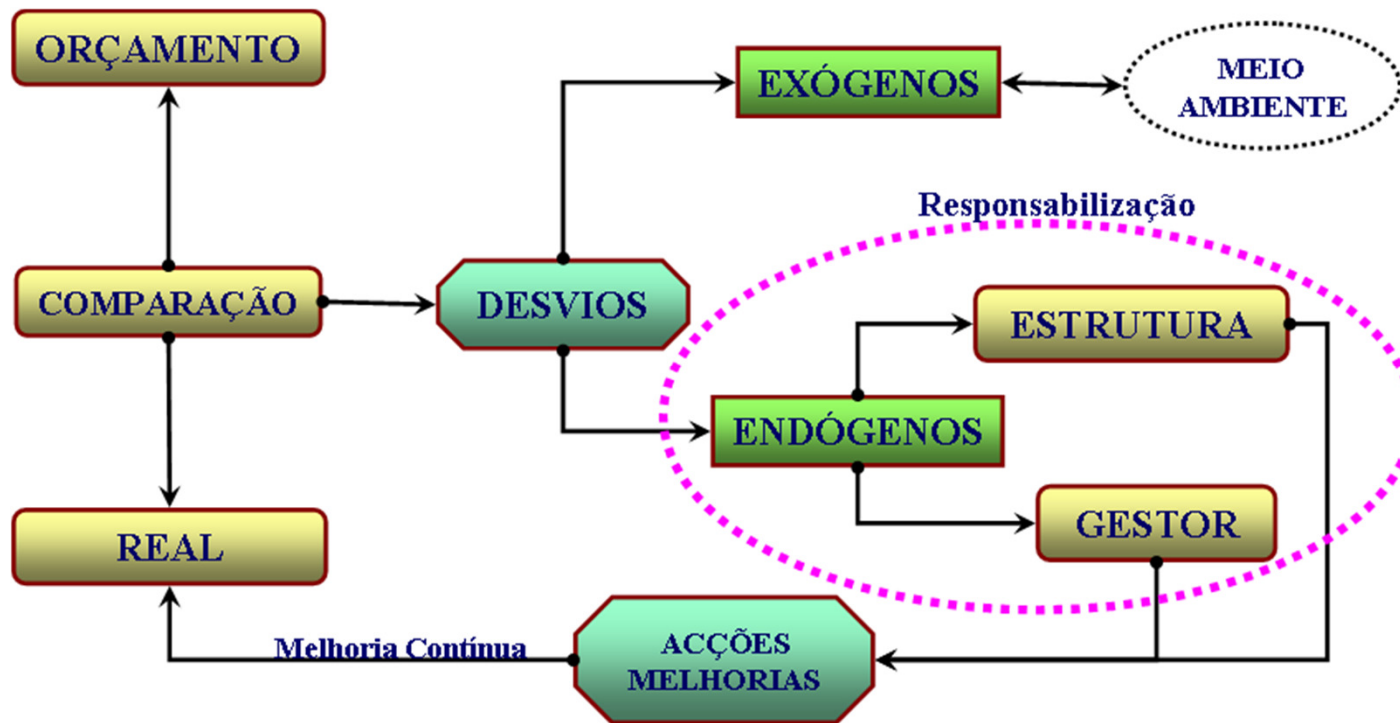 ORÇAMENTO
EXÓGENOS
MEIO
AMBIENTE
Responsabilização
COMPARAÇÃO
DESVIOS
ESTRUTURA
ENDÓGENOS
GESTOR
REAL
Melhoria Contínua
ACÇÕES
MELHORIAS